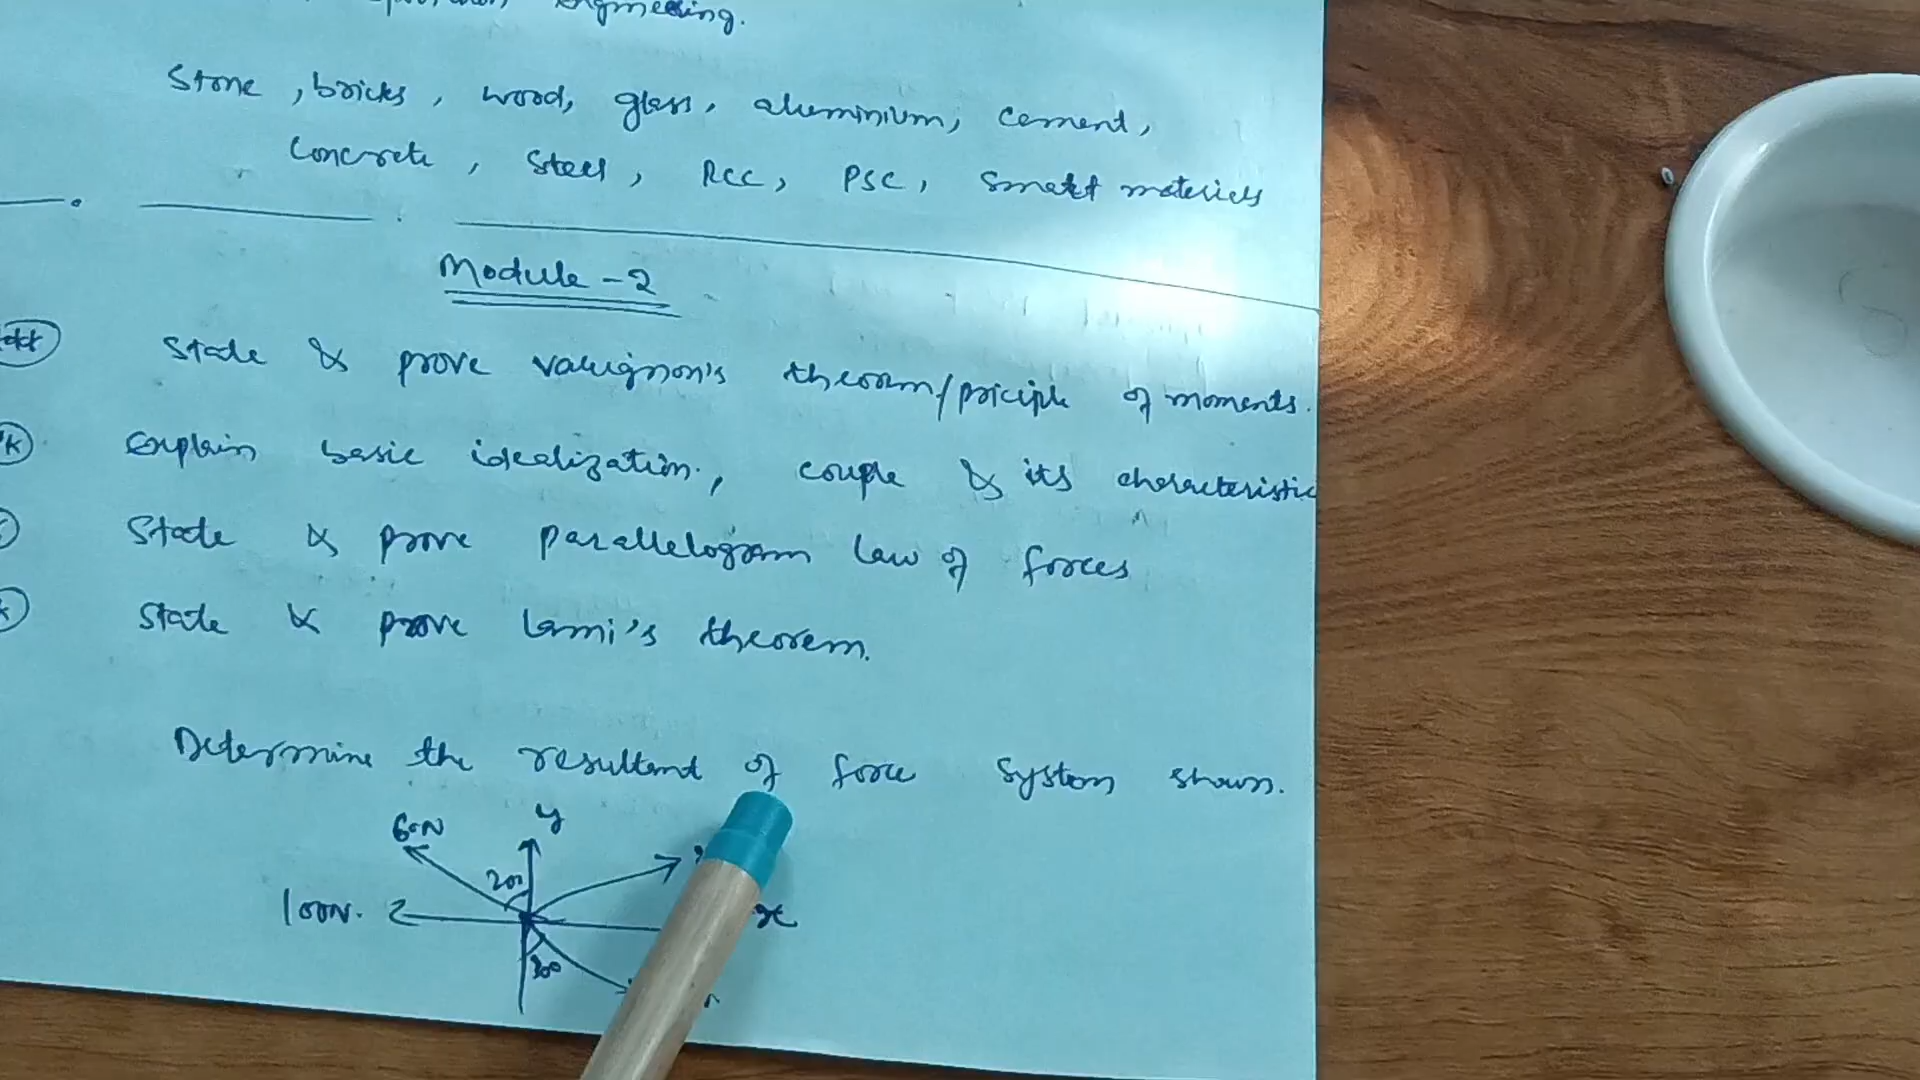 Engineering.
Stone, bricks, wood, glass, aluminium, cement,
Concrete, Steel, RCC, PSC, Smart materials
Module-2
State & prove varignon's theorem/priciple of moments.
Explain basic idealization, couple & its characteristic
State & prove parallelogram law of forces
State & prove Lami's theorem.
Determine the resultant of force system shown.
60N y
20°
100N. x
30°